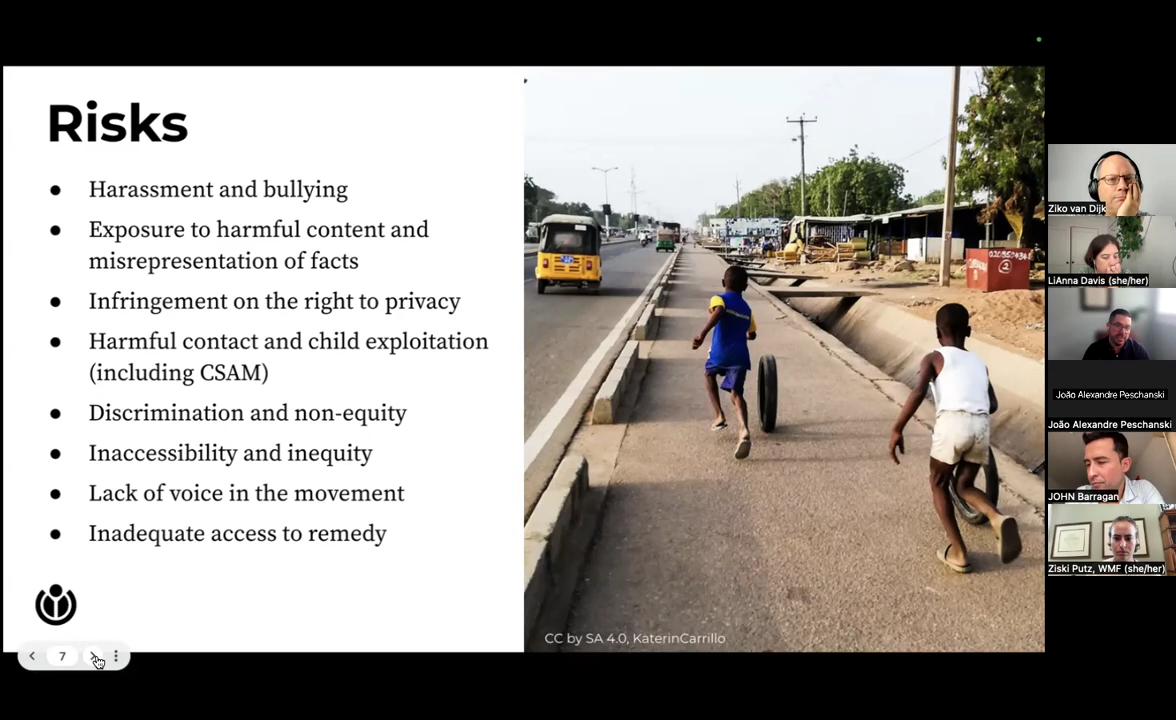 Risks
● Harassment and bullying
● Exposure to harmful content and
misrepresentation of facts
● Infringement on the right to privacy
● Harmful contact and child exploitation
(including CSAM)
● Discrimination and non-equity
● Inaccessibility and inequity
● Lack of voice in the movement
● Inadequate access to remedy
CC by SA 4.0, KaterinCarrillo
7
Ziko van Dijk
LiAnna Davis (she/her)
João Alexandre Peschanski
João Alexandre Peschanski
JOHN Barragan
Ziski Putz, WMF (she/her)